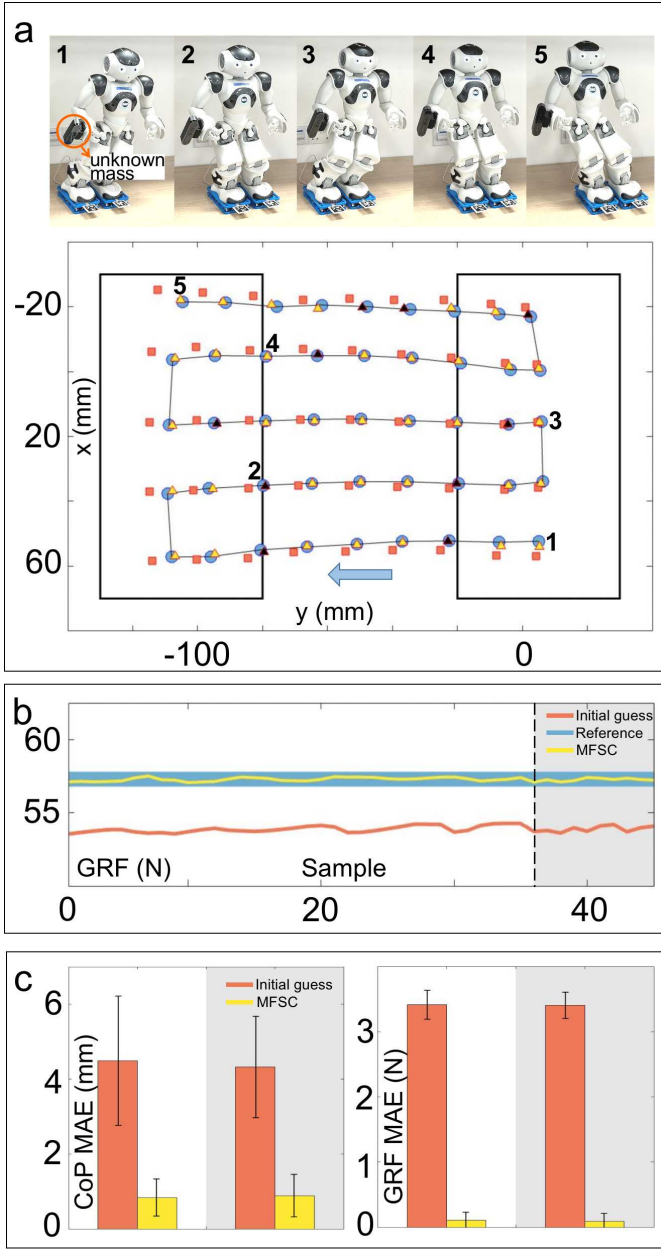 a
1 2 3 4 5
unknown
mass
5
-20
4
x (mm)
20
3
2
1
60
y (mm)
-100 0
b
60
Initial guess
Reference
MFSC
55
GRF (N) Sample
0 20 40
c
Initial guess
MFSC
6
4
2
0
CoP MAE (mm)
3
2
1
0
GRF MAE (N)